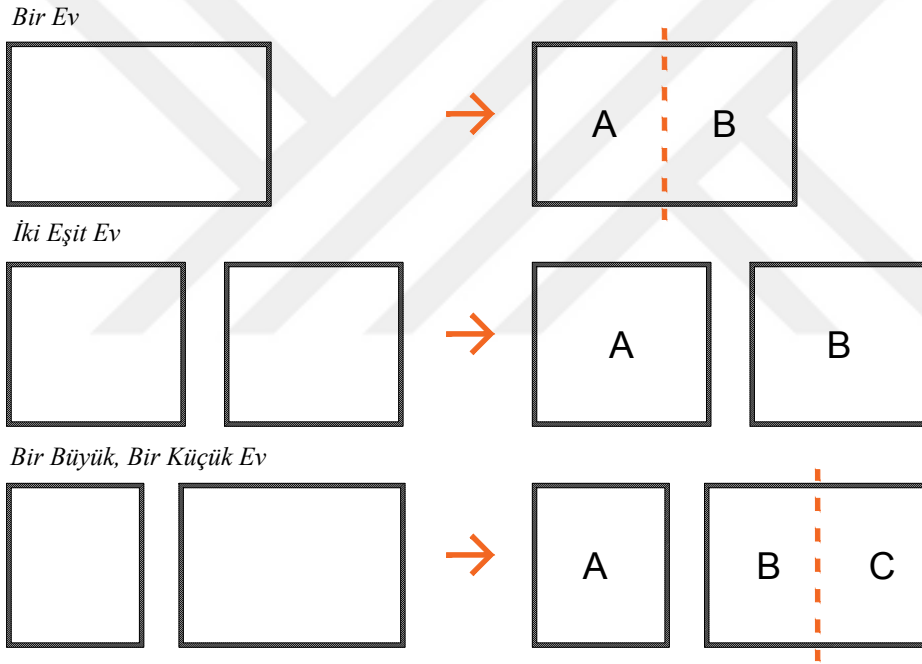 Bir Ev
A B
İki Eşit Ev
A B
Bir Büyük, Bir Küçük Ev
A B C